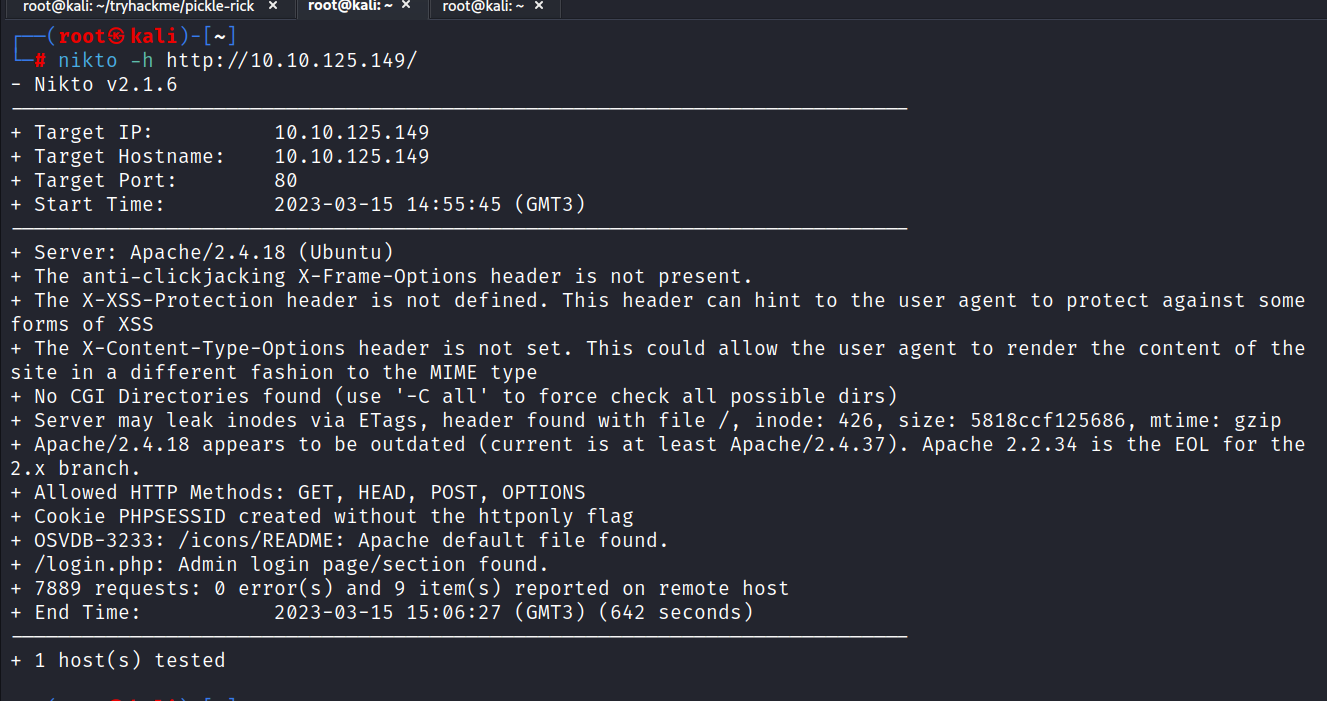 root@kali: ~/tryhackme/pickle-rick × root@kali: ~ × root@kali: ~ ×
┌──(root㉿kali)-[~]
└─# nikto -h http://10.10.125.149/
- Nikto v2.1.6
---------------------------------------------------------------------------
+ Target IP: 10.10.125.149
+ Target Hostname: 10.10.125.149
+ Target Port: 80
+ Start Time: 2023-03-15 14:55:45 (GMT3)
---------------------------------------------------------------------------
+ Server: Apache/2.4.18 (Ubuntu)
+ The anti-clickjacking X-Frame-Options header is not present.
+ The X-XSS-Protection header is not defined. This header can hint to the user agent to protect against some
forms of XSS
+ The X-Content-Type-Options header is not set. This could allow the user agent to render the content of the
site in a different fashion to the MIME type
+ No CGI Directories found (use '-C all' to force check all possible dirs)
+ Server may leak inodes via ETags, header found with file /, inode: 426, size: 5818ccf125686, mtime: gzip
+ Apache/2.4.18 appears to be outdated (current is at least Apache/2.4.37). Apache 2.2.34 is the EOL for the
2.x branch.
+ Allowed HTTP Methods: GET, HEAD, POST, OPTIONS
+ Cookie PHPSESSID created without the httponly flag
+ OSVDB-3233: /icons/README: Apache default file found.
+ /login.php: Admin login page/section found.
+ 7889 requests: 0 error(s) and 9 item(s) reported on remote host
+ End Time: 2023-03-15 15:06:27 (GMT3) (642 seconds)
---------------------------------------------------------------------------
+ 1 host(s) tested